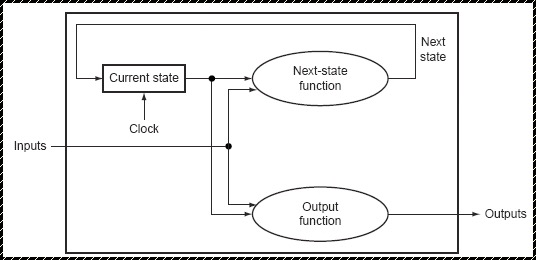 Next
state
Current state
Next-state
function
Clock
Inputs
Output
function
Outputs